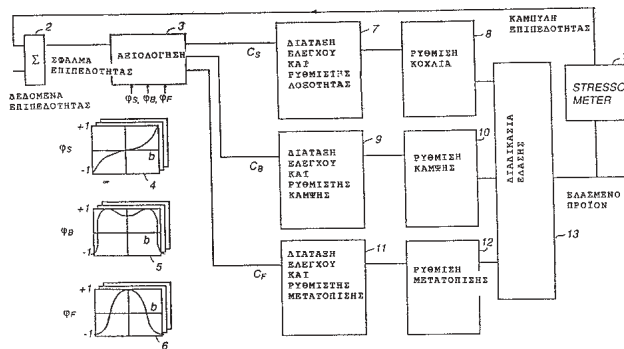 ΚΑΜΠΥΛΗ
ΕΠΙΠΕΔΟΤΗΤΑΣ
2
Σ
ΣΦΑΛΜΑ
ΕΠΙΠΕΔΟΤΗΤΑΣ
ΔΕΔΟΜΕΝΑ
ΕΠΙΠΕΔΟΤΗΤΑΣ
3
ΑΞΙΟΛΟΓΗΣΗ
φS, φB, φF
CS
7
ΔΙΑΤΑΞΗ
ΕΛΕΓΧΟΥ
ΚΑΙ
ΡΥΘΜΙΣΤΗΣ
ΛΟΞΟΤΗΤΑΣ
8
ΡΥΘΜΙΣΗ
ΚΟΧΛΙΑ
STRESSO
METER
+1
φS
b
-1
4
CB
9
ΔΙΑΤΑΞΗ
ΕΛΕΓΧΟΥ
ΚΑΙ
ΡΥΘΜΙΣΤΗΣ
ΚΑΜΨΗΣ
10
ΡΥΘΜΙΣΗ
ΚΑΜΨΗΣ
ΔΙΑΔΙΚΑΣΙΑ
ΕΛΑΣΗΣ
13
ΕΛΑΣΜΕΝΟ
ΠΡΟΪΟΝ
+1
φB
b
-1
5
CF
11
ΔΙΑΤΑΞΗ
ΕΛΕΓΧΟΥ
ΚΑΙ
ΡΥΘΜΙΣΤΗΣ
ΜΕΤΑΤΟΠΙΣΗΣ
12
ΡΥΘΜΙΣΗ
ΜΕΤΑΤΟΠΙΣΗΣ
+1
φF
b
-1
6